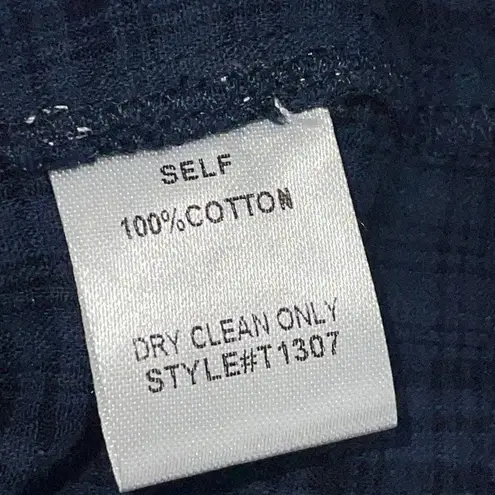 SELF
100%COTTON
DRY CLEAN ONLY
STYLE#T1307